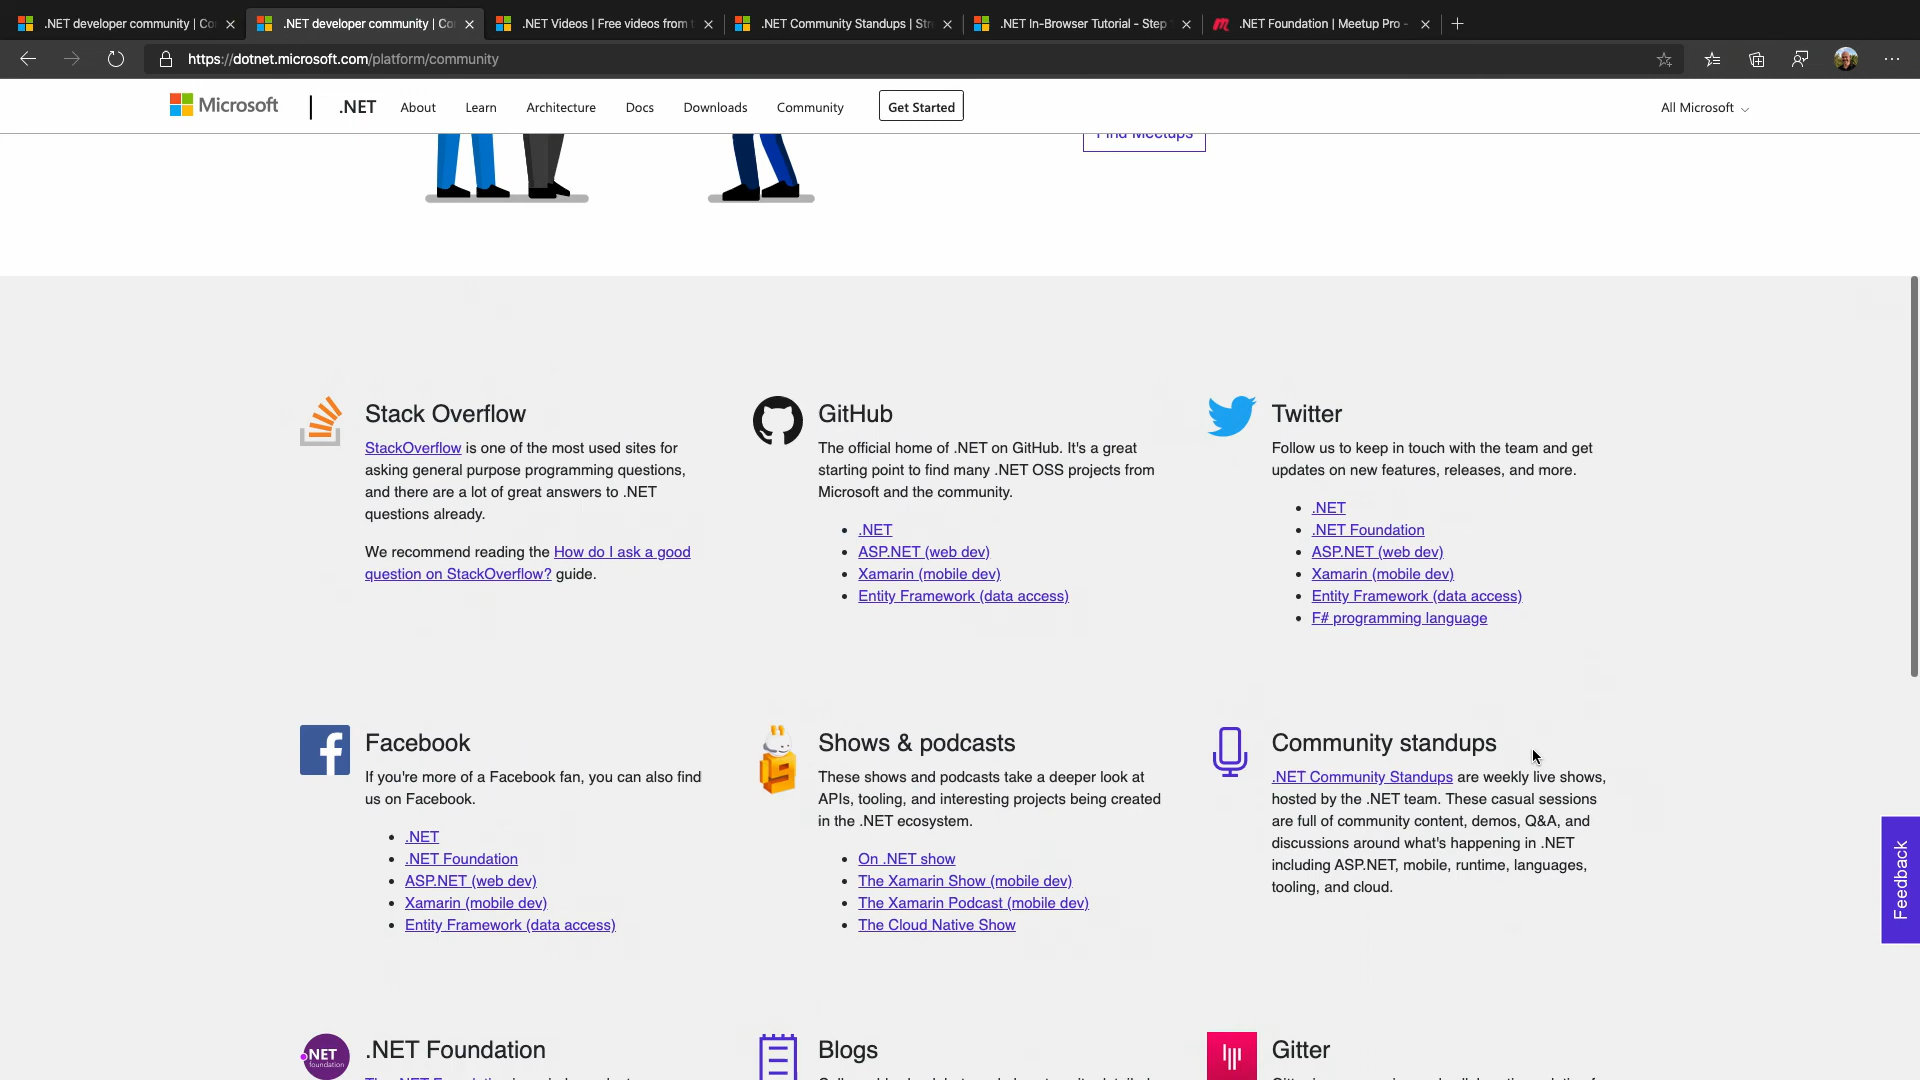 .NET developer community | Co
.NET developer community | Co
.NET Videos | Free videos from t
.NET Community Standups | Str
.NET In-Browser Tutorial - Step
.NET Foundation | Meetup Pro -
https://dotnet.microsoft.com/platform/community
Microsoft
.NET
About
Learn
Architecture
Docs
Downloads
Community
Get Started
All Microsoft
Find Meetups
Stack Overflow
StackOverflow is one of the most used sites for
asking general purpose programming questions,
and there are a lot of great answers to .NET
questions already.
We recommend reading the How do I ask a good
question on StackOverflow? guide.
GitHub
The official home of .NET on GitHub. It's a great
starting point to find many .NET OSS projects from
Microsoft and the community.
.NET
ASP.NET (web dev)
Xamarin (mobile dev)
Entity Framework (data access)
Twitter
Follow us to keep in touch with the team and get
updates on new features, releases, and more.
.NET
.NET Foundation
ASP.NET (web dev)
Xamarin (mobile dev)
Entity Framework (data access)
F# programming language
Facebook
If you're more of a Facebook fan, you can also find
us on Facebook.
.NET
.NET Foundation
ASP.NET (web dev)
Xamarin (mobile dev)
Entity Framework (data access)
Shows & podcasts
These shows and podcasts take a deeper look at
APIs, tooling, and interesting projects being created
in the .NET ecosystem.
On .NET show
The Xamarin Show (mobile dev)
The Xamarin Podcast (mobile dev)
The Cloud Native Show
Community standups
.NET Community Standups are weekly live shows,
hosted by the .NET team. These casual sessions
are full of community content, demos, Q&A, and
discussions around what's happening in .NET
including ASP.NET, mobile, runtime, languages,
tooling, and cloud.
Feedback
.NET
foundation
.NET Foundation
Blogs
Gitter